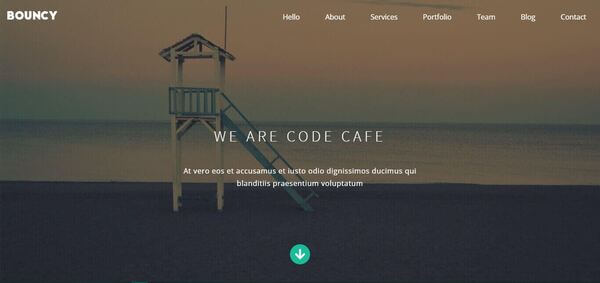 BOUNCY
Hello About Services Portfolio Team Blog Contact
WE ARE CODE CAFE
At vero eos et accusamus et iusto odio dignissimos ducimus qui
blanditiis praesentium voluptatum